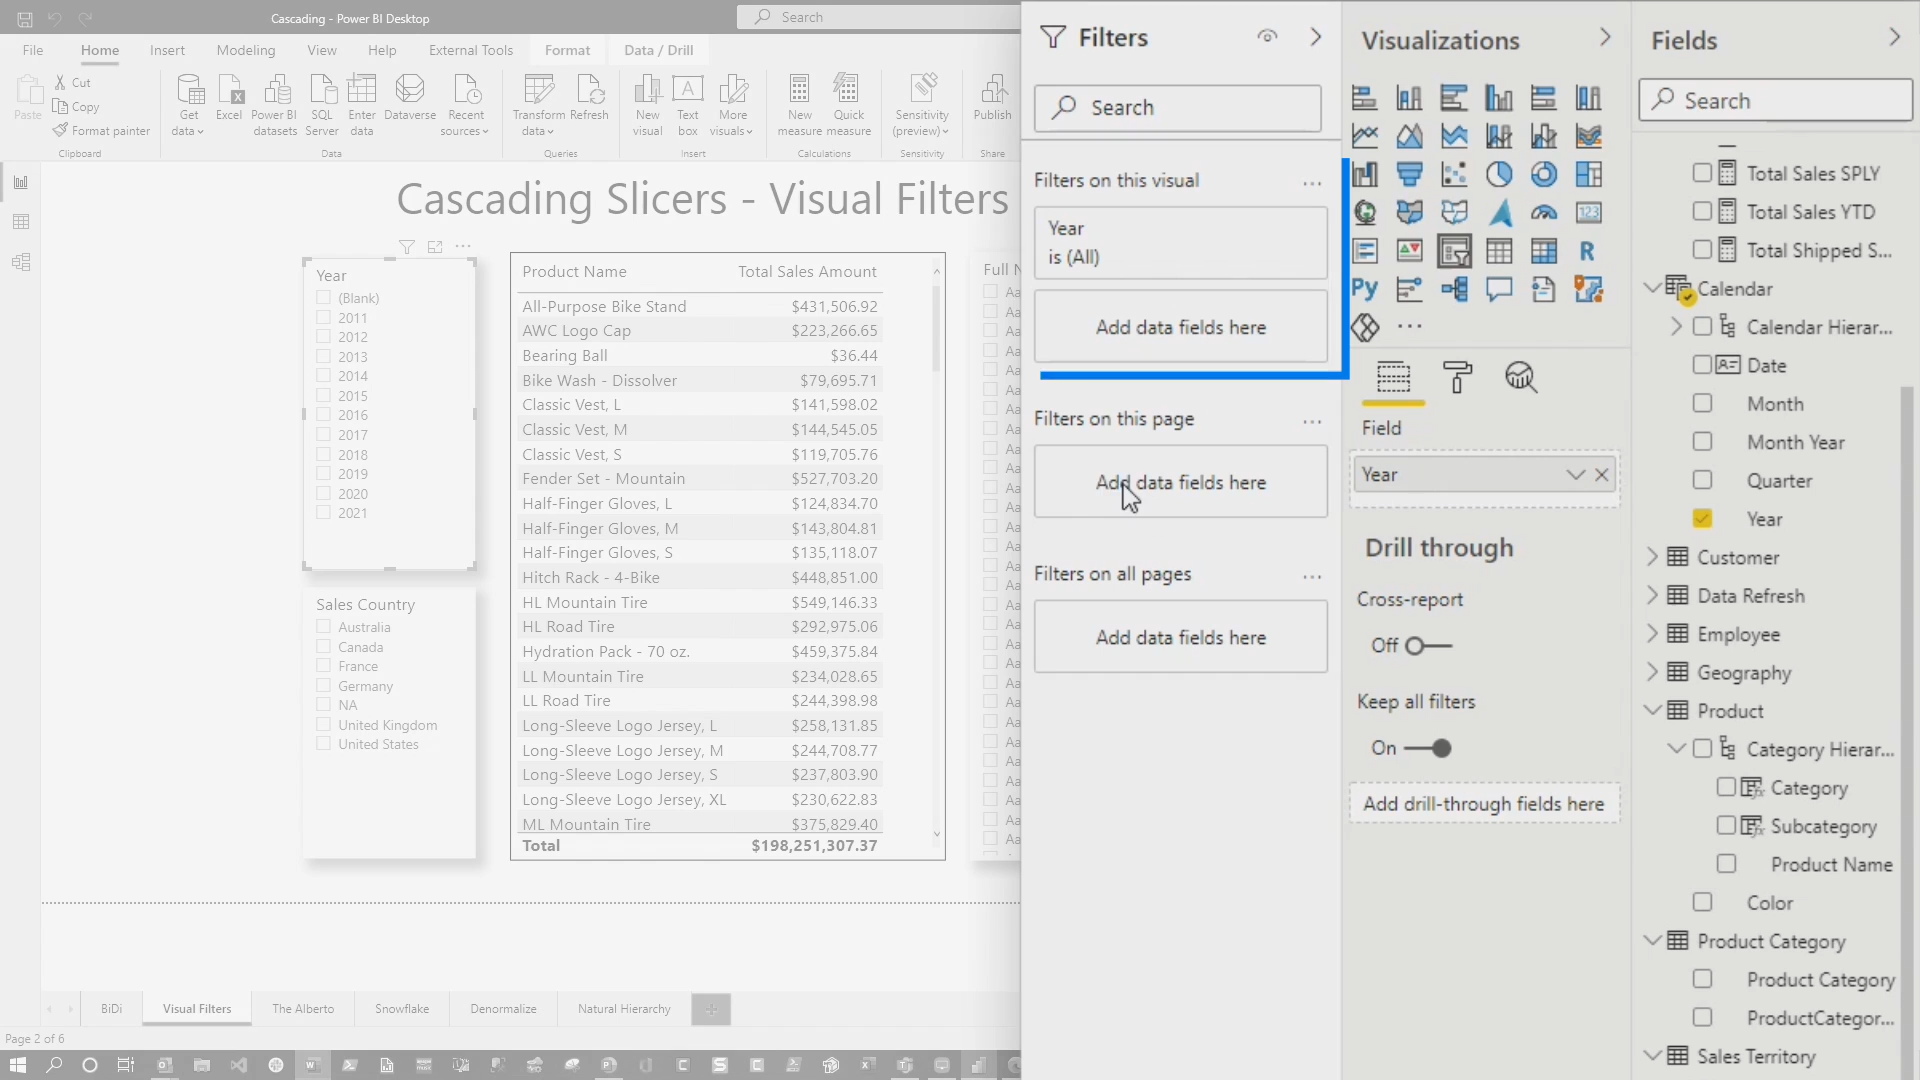 Cascading - Power BI Desktop
Search
File
Home
Insert
Modeling
View
Help
External Tools
Format
Data / Drill
Paste
Cut
Copy
Format painter
Clipboard
Get
data
Excel
Power BI
datasets
SQL
Server
Enter
data
Dataverse
Recent
sources
Data
Transform
data
Refresh
Queries
New
visual
Text
box
More
visuals
Insert
New
measure
Quick
measure
Calculations
Sensitivity
(preview)
Sensitivity
Publish
Share
Cascading Slicers - Visual Filters
Year
(Blank)
2011
2012
2013
2014
2015
2016
2017
2018
2019
2020
2021
Sales Country
Australia
Canada
France
Germany
NA
United Kingdom
United States
Product Name Total Sales Amount
All-Purpose Bike Stand $431,506.92
AWC Logo Cap $223,266.65
Bearing Ball $36.44
Bike Wash - Dissolver $79,695.71
Classic Vest, L $141,598.02
Classic Vest, M $144,545.05
Classic Vest, S $119,705.76
Fender Set - Mountain $527,703.20
Half-Finger Gloves, L $124,834.70
Half-Finger Gloves, M $143,804.81
Half-Finger Gloves, S $135,118.07
Hitch Rack - 4-Bike $448,851.00
HL Mountain Tire $549,146.33
HL Road Tire $292,975.06
Hydration Pack - 70 oz. $459,375.84
LL Mountain Tire $234,028.65
LL Road Tire $244,398.98
Long-Sleeve Logo Jersey, L $258,131.85
Long-Sleeve Logo Jersey, M $244,708.77
Long-Sleeve Logo Jersey, S $237,803.90
Long-Sleeve Logo Jersey, XL $230,622.83
ML Mountain Tire $375,829.40
Total $198,251,307.37
Full N
Filters
Search
Filters on this visual ...
Year
is (All)
Add data fields here
Filters on this page ...
Add data fields here
Filters on all pages ...
Add data fields here
Visualizations
123
R
Py
...
Field
Year
Drill through
Cross-report
Off
Keep all filters
On
Add drill-through fields here
Fields
Search
Total Sales SPLY
Total Sales YTD
Total Shipped S...
Calendar
Calendar Hierar...
Date
Month
Month Year
Quarter
Year
Customer
Data Refresh
Employee
Geography
Product
Category Hierar...
Category
Subcategory
Product Name
Color
Product Category
Product Category
ProductCategor...
Sales Territory
BiDi
Visual Filters
The Alberto
Snowflake
Denormalize
Natural Hierarchy
Page 2 of 6